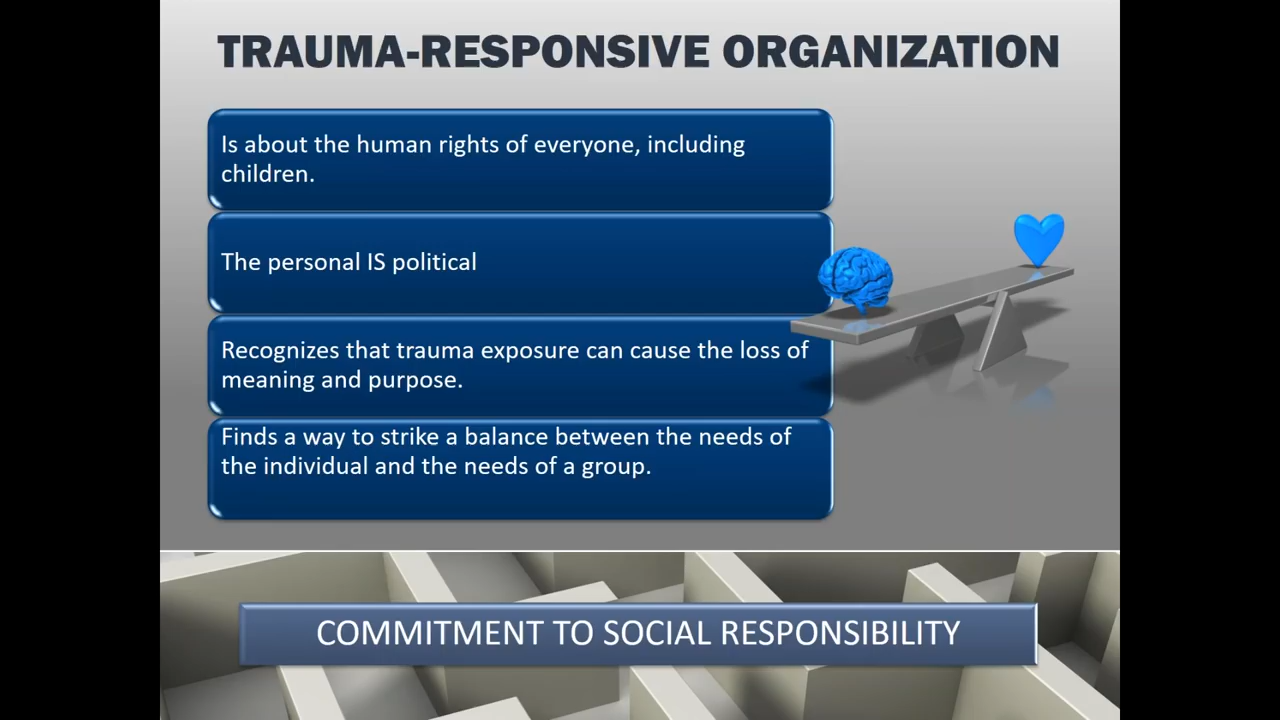 TRAUMA-RESPONSIVE ORGANIZATION
Is about the human rights of everyone, including
children.
The personal IS political
Recognizes that trauma exposure can cause the loss of
meaning and purpose.
Finds a way to strike a balance between the needs of
the individual and the needs of a group.
COMMITMENT TO SOCIAL RESPONSIBILITY